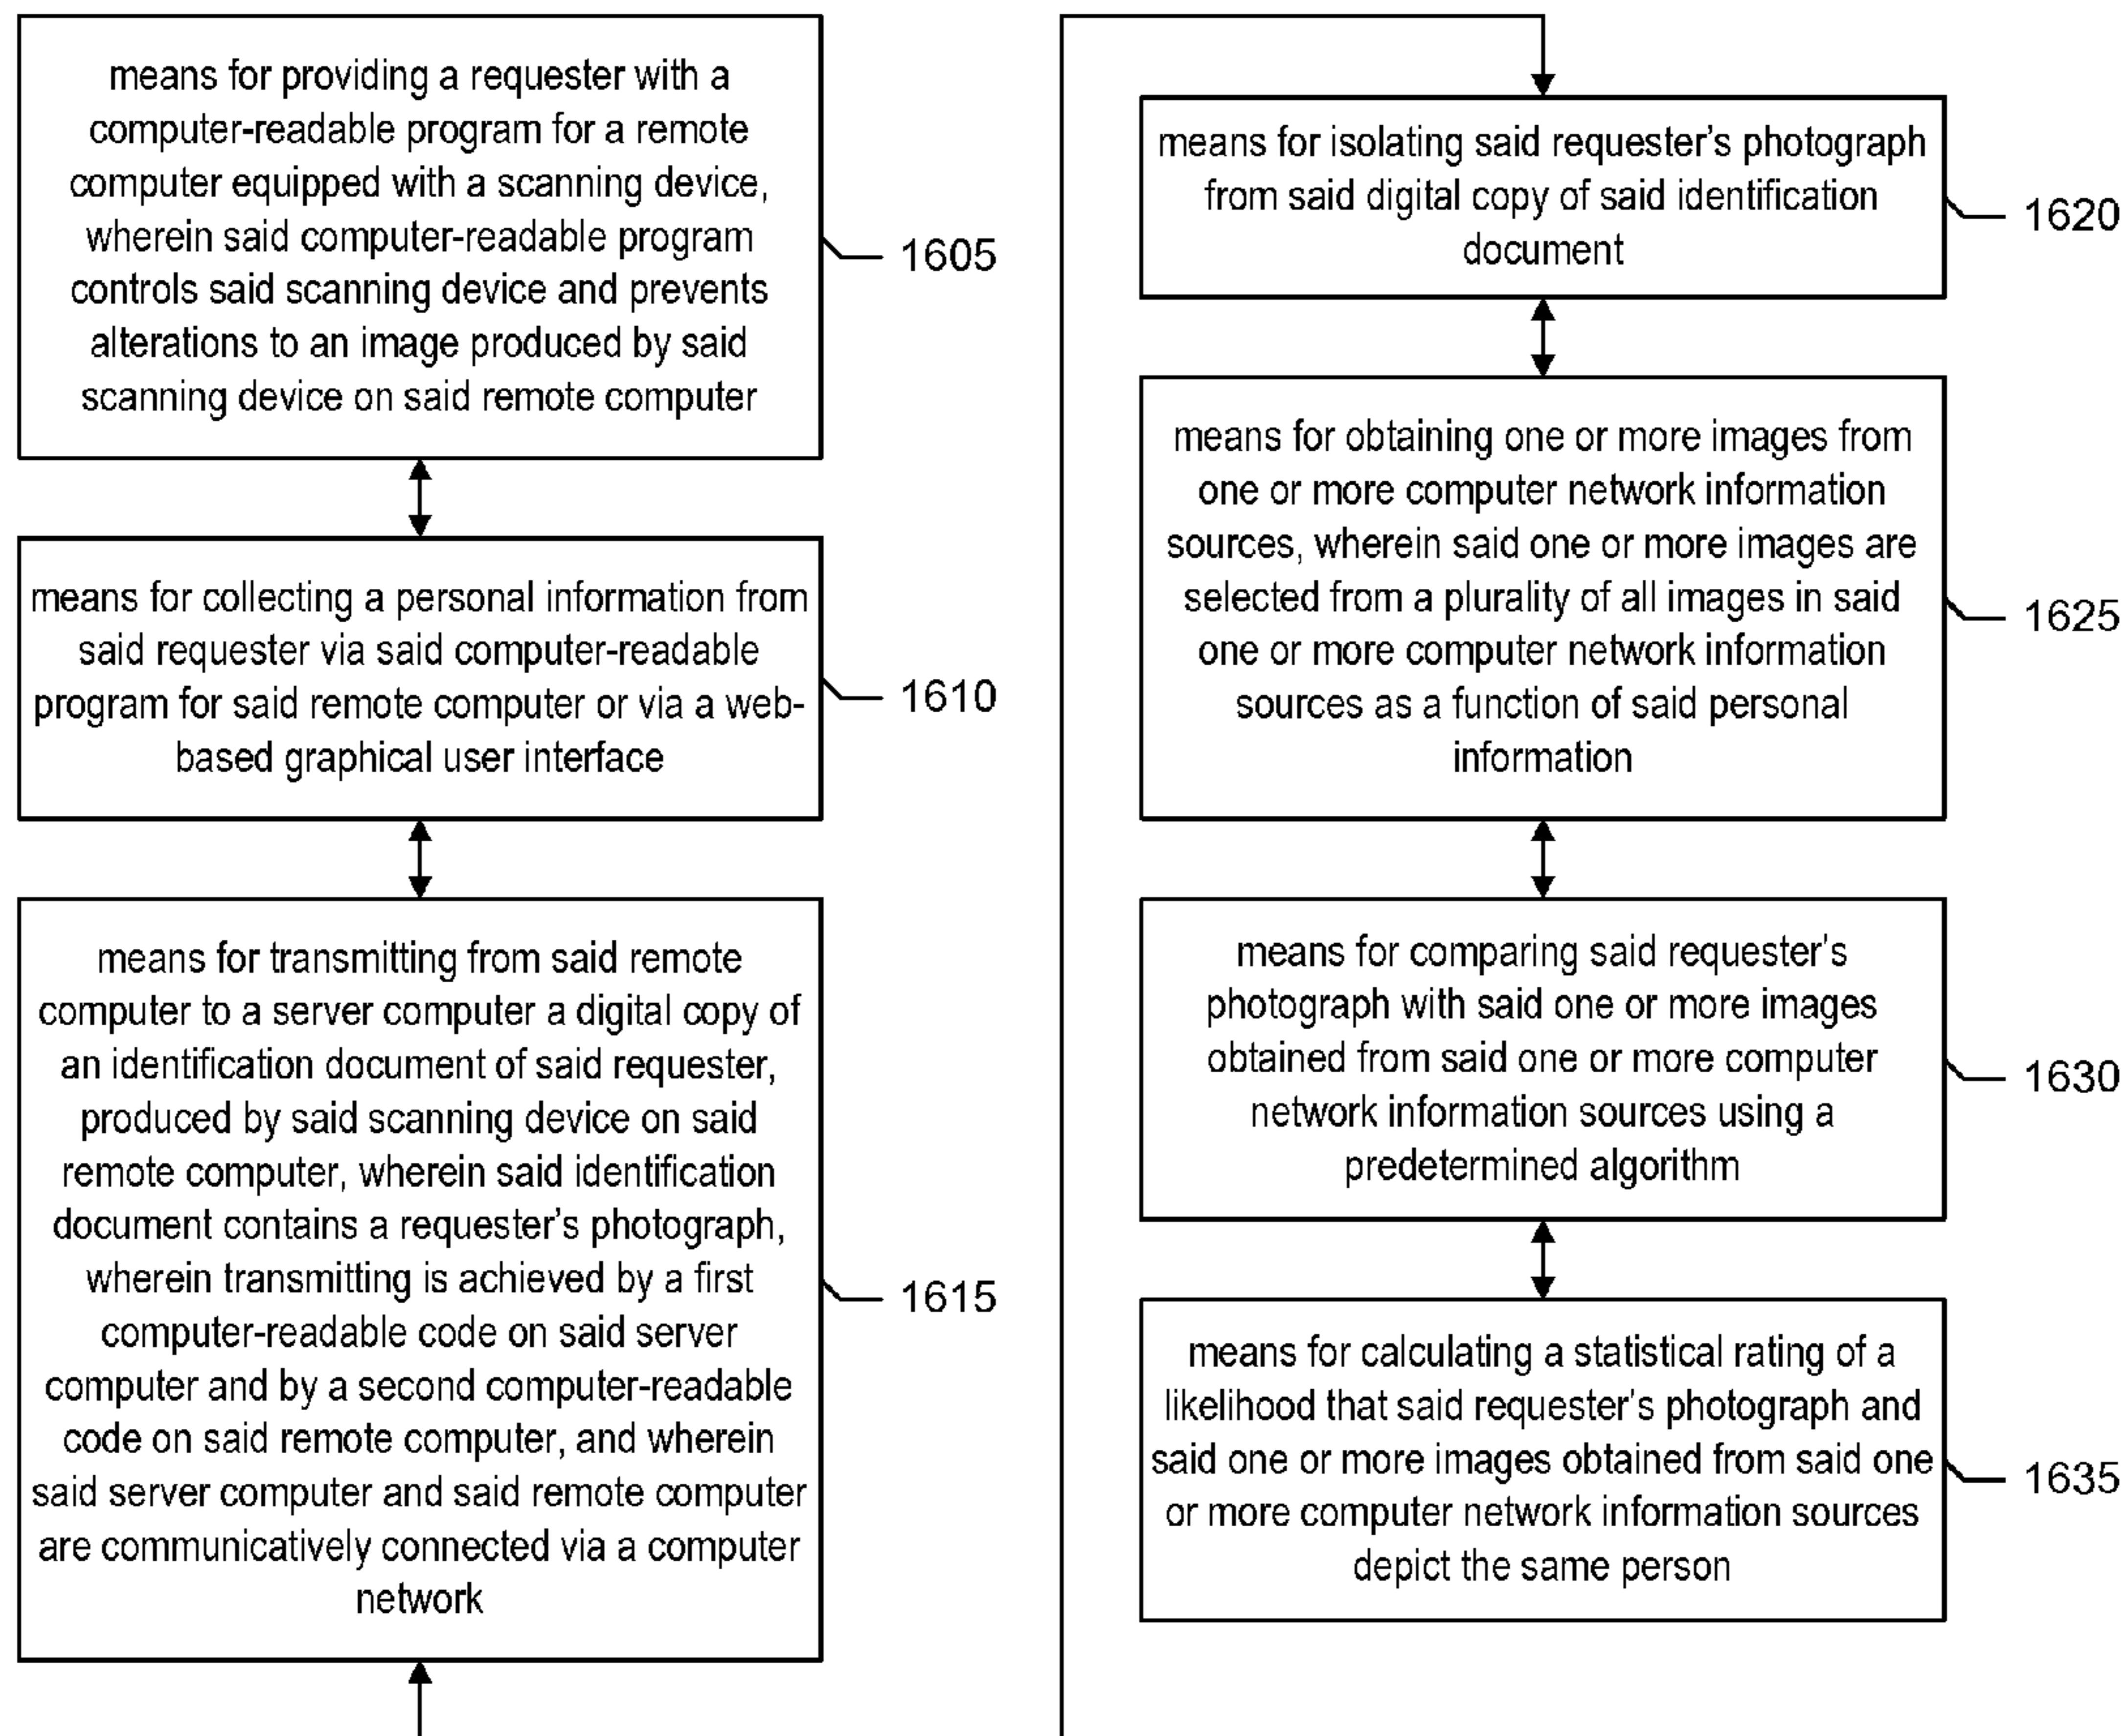 means for providing a requester with a
computer-readable program for a remote
computer equipped with a scanning device,
wherein said computer-readable program
controls said scanning device and prevents
alterations to an image produced by said
scanning device on said remote computer
1605
means for collecting a personal information from
said requester via said computer-readable
program for said remote computer or via a web-
based graphical user interface
1610
means for transmitting from said remote
computer to a server computer a digital copy of
an identification document of said requester,
produced by said scanning device on said
remote computer, wherein said identification
document contains a requester’s photograph,
wherein transmitting is achieved by a first
computer-readable code on said server
computer and by a second computer-readable
code on said remote computer, and wherein
said server computer and said remote computer
are communicatively connected via a computer
network
1615
means for isolating said requester’s photograph
from said digital copy of said identification
document
1620
means for obtaining one or more images from
one or more computer network information
sources, wherein said one or more images are
selected from a plurality of all images in said
one or more computer network information
sources as a function of said personal
information
1625
means for comparing said requester’s
photograph with said one or more images
obtained from said one or more computer
network information sources using a
predetermined algorithm
1630
means for calculating a statistical rating of a
likelihood that said requester’s photograph and
said one or more images obtained from said one
or more computer network information sources
depict the same person
1635